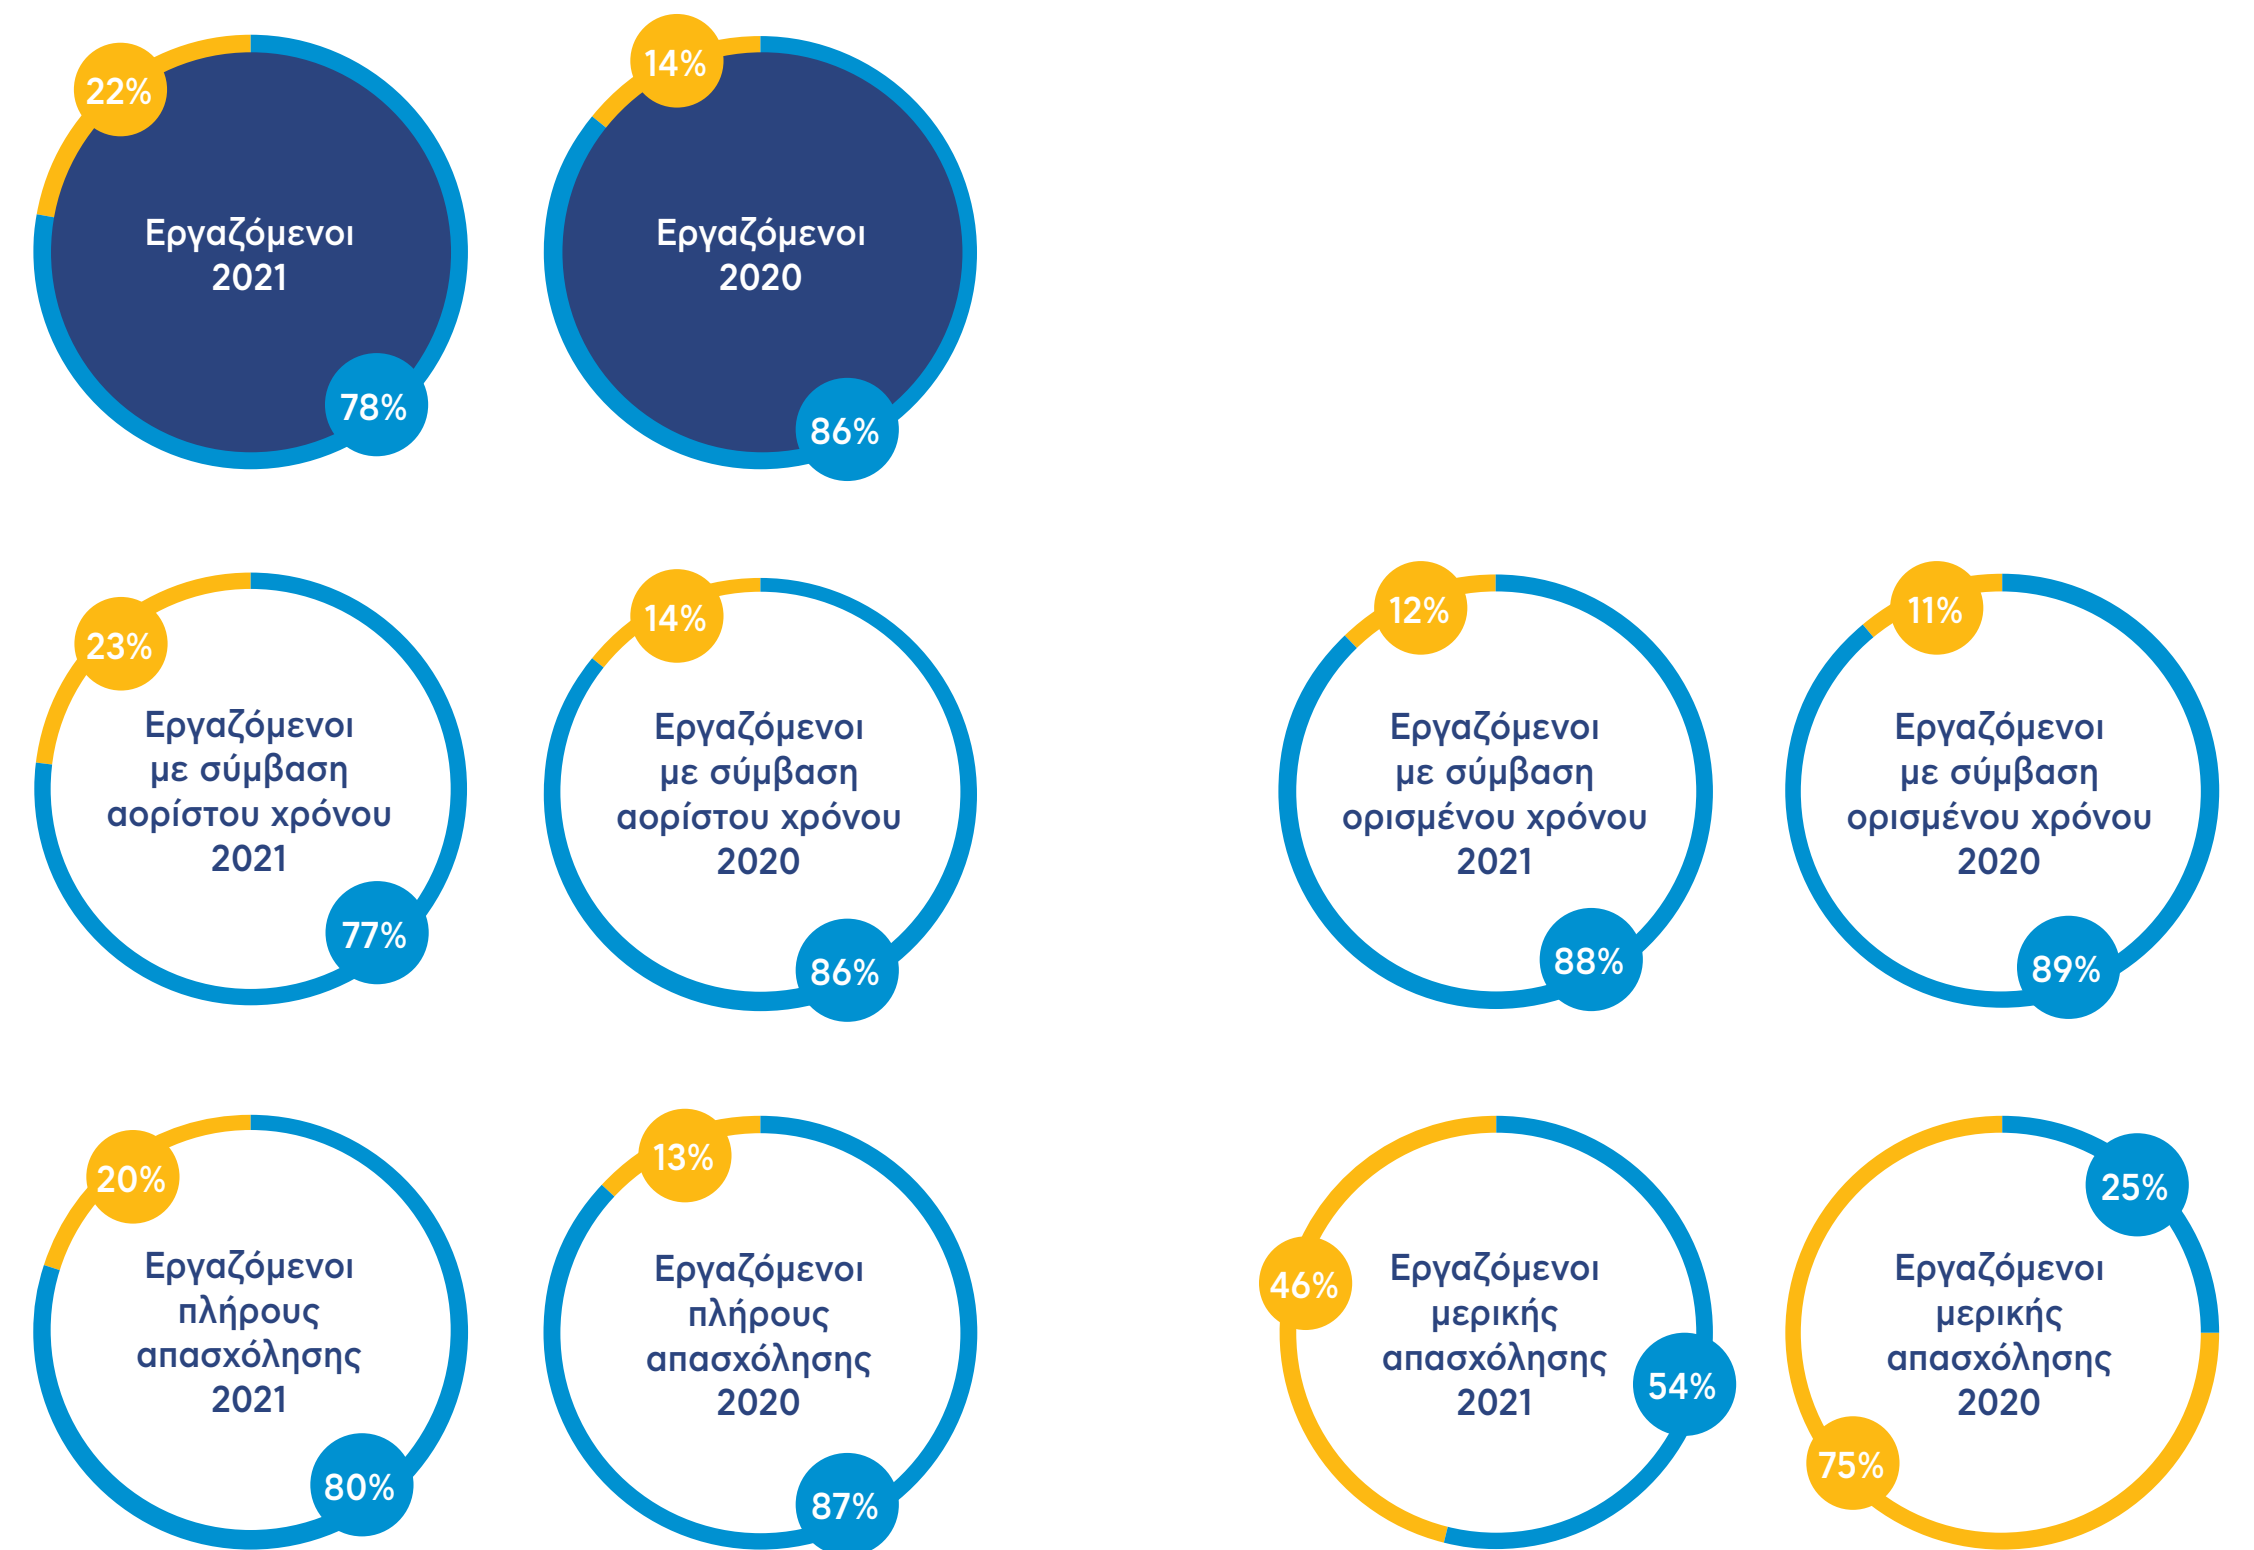 22%
Εργαζόμενοι
2021
78%
14%
Εργαζόμενοι
2020
86%
23%
Εργαζόμενοι
με σύμβαση
αορίστου χρόνου
2021
77%
14%
Εργαζόμενοι
με σύμβαση
αορίστου χρόνου
2020
86%
12%
Εργαζόμενοι
με σύμβαση
ορισμένου χρόνου
2021
88%
11%
Εργαζόμενοι
με σύμβαση
ορισμένου χρόνου
2020
89%
20%
Εργαζόμενοι
πλήρους
απασχόλησης
2021
80%
13%
Εργαζόμενοι
πλήρους
απασχόλησης
2020
87%
46%
Εργαζόμενοι
μερικής
απασχόλησης
2021
54%
25%
Εργαζόμενοι
μερικής
απασχόλησης
2020
75%